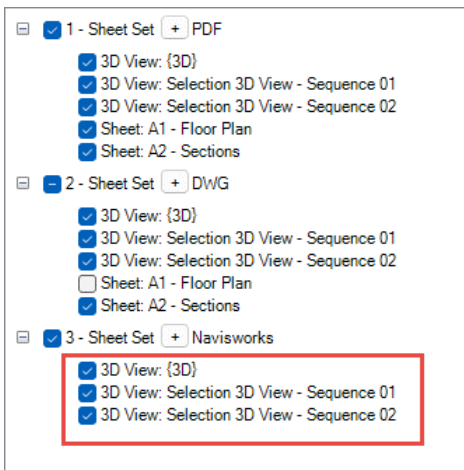 1 - Sheet Set + PDF
3D View: {3D}
3D View: Selection 3D View - Sequence 01
3D View: Selection 3D View - Sequence 02
Sheet: A1 - Floor Plan
Sheet: A2 - Sections
2 - Sheet Set + DWG
3D View: {3D}
3D View: Selection 3D View - Sequence 01
3D View: Selection 3D View - Sequence 02
Sheet: A1 - Floor Plan
Sheet: A2 - Sections
3 - Sheet Set + Navisworks
3D View: {3D}
3D View: Selection 3D View - Sequence 01
3D View: Selection 3D View - Sequence 02